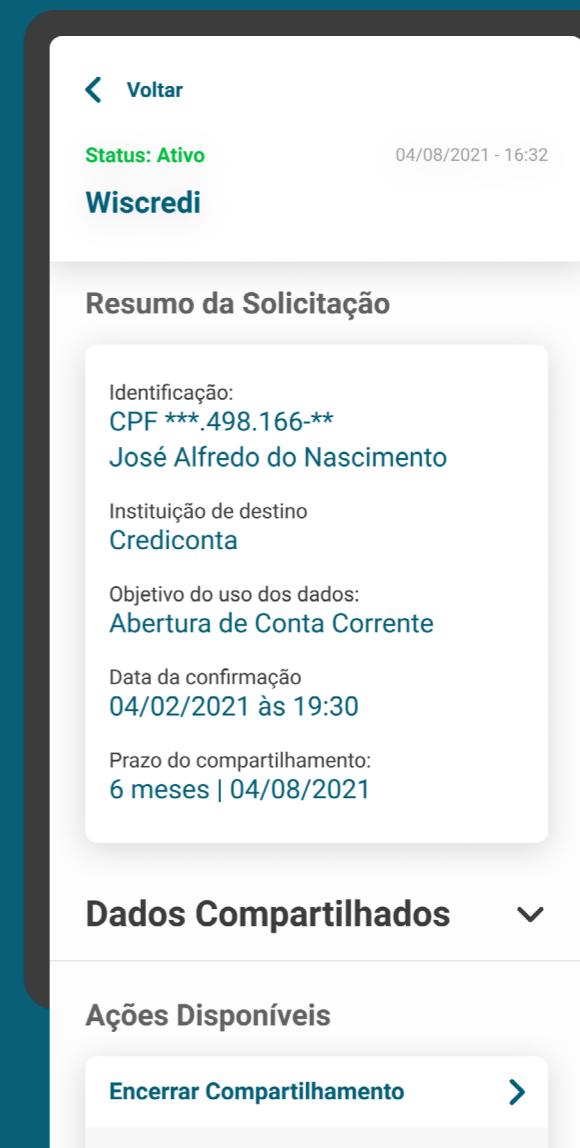 Voltar
Status: Ativo
04/08/2021 - 16:32
Wiscredi
Resumo da Solicitação
Identificação:
CPF ***.498.166-**
José Alfredo do Nascimento
Instituição de destino
Crediconta
Objetivo do uso dos dados:
Abertura de Conta Corrente
Data da confirmação
04/02/2021 às 19:30
Prazo do compartilhamento:
6 meses | 04/08/2021
Dados Compartilhados
Ações Disponíveis
Encerrar Compartilhamento